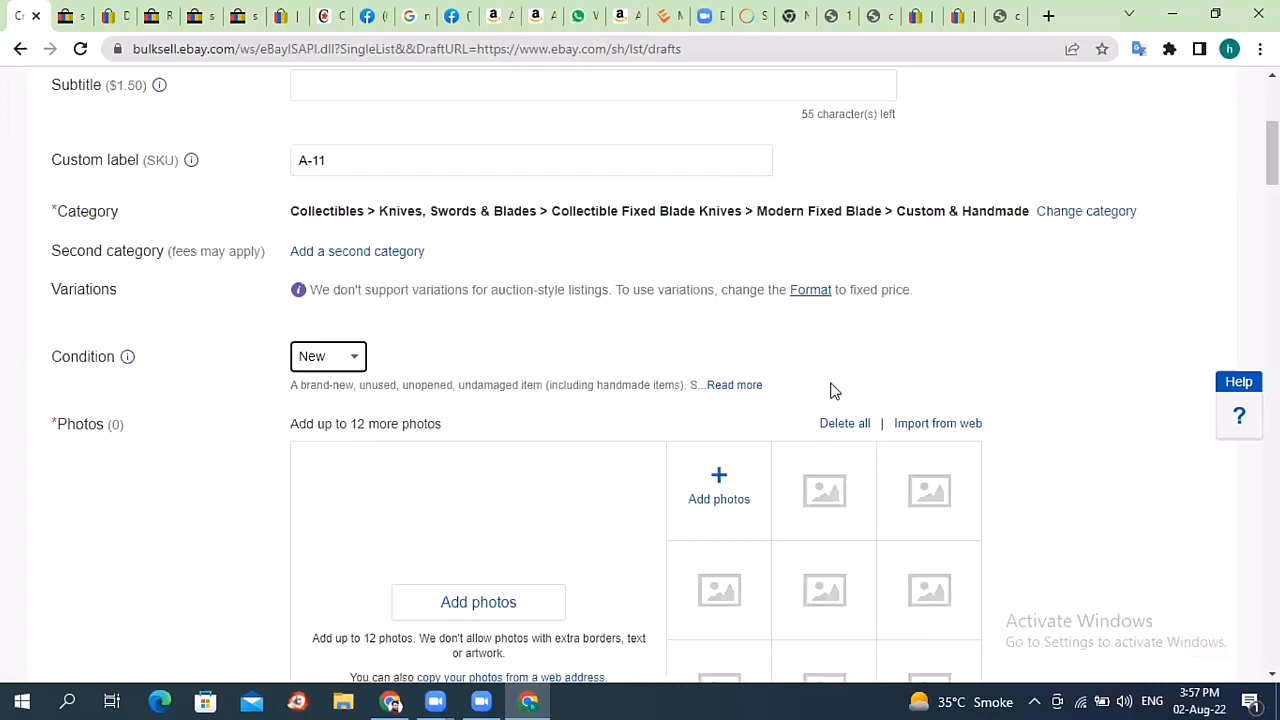 bulksell.ebay.com/ws/eBayISAPI.dll?SingleList&&DraftURL=https://www.ebay.com/sh/lst/drafts
h
Subtitle ($1.50)
55 character(s) left
Custom label (SKU)
A-11
*Category
Collectibles > Knives, Swords & Blades > Collectible Fixed Blade Knives > Modern Fixed Blade > Custom & Handmade Change category
Second category (fees may apply)
Add a second category
Variations
We don't support variations for auction-style listings. To use variations, change the Format to fixed price.
Condition
New
A brand-new, unused, unopened, undamaged item (including handmade items). S...Read more
Help
?
*Photos (0)
Add up to 12 more photos
Delete all | Import from web
+
Add photos
Add photos
Add up to 12 photos. We don't allow photos with extra borders, text
or artwork.
You can also copy your photos from a web address.
Activate Windows
Go to Settings to activate Windows.
35°C Smoke
ENG
3:57 PM
02-Aug-22